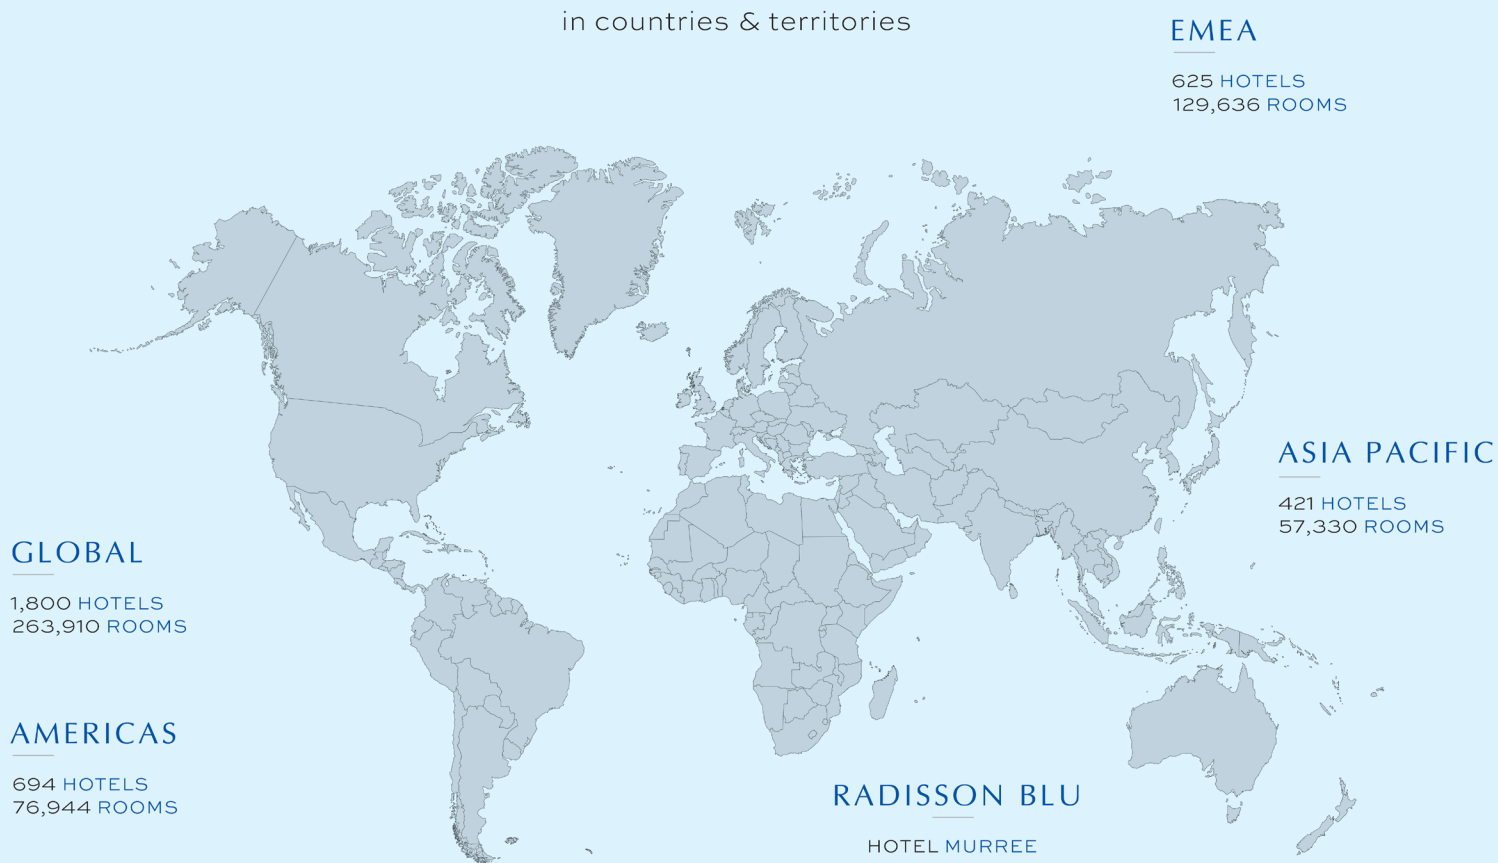 in countries & territories
EMEA
625 HOTELS
129,636 ROOMS
ASIA PACIFIC
421 HOTELS
57,330 ROOMS
GLOBAL
1,800 HOTELS
263,910 ROOMS
AMERICAS
694 HOTELS
76,944 ROOMS
RADISSON BLU
HOTEL MURREE